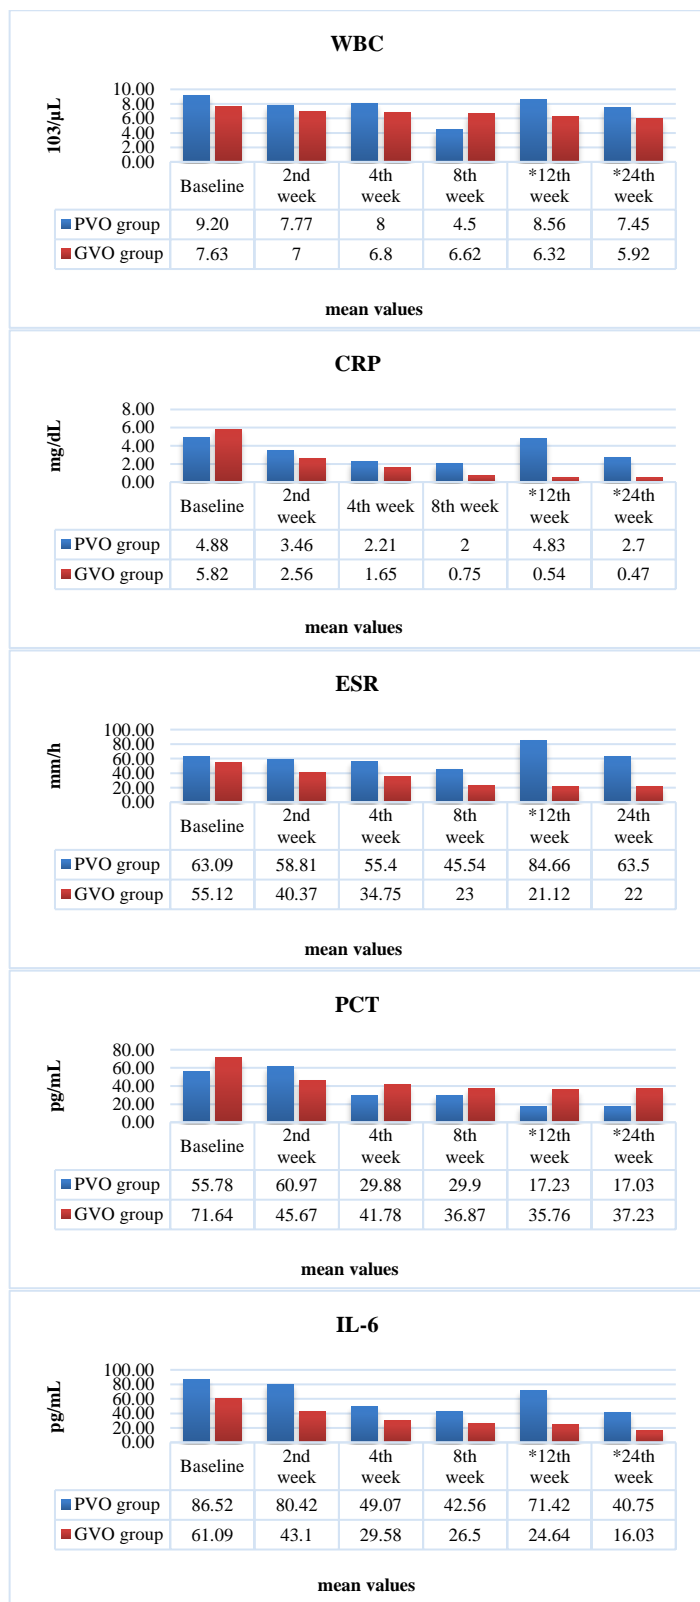 WBC
103/μL
10.00
8.00
6.00
4.00
2.00
0.00
Baseline 2nd week 4th week 8th week *12th week *24th week
PVO group 9.20 7.77 8 4.5 8.56 7.45
GVO group 7.63 7 6.8 6.62 6.32 5.92
mean values
CRP
mg/dL
8.00
6.00
4.00
2.00
0.00
Baseline 2nd week 4th week 8th week *12th week *24th week
PVO group 4.88 3.46 2.21 2 4.83 2.7
GVO group 5.82 2.56 1.65 0.75 0.54 0.47
mean values
ESR
mm/h
100.00
80.00
60.00
40.00
20.00
0.00
Baseline 2nd week 4th week 8th week *12th week 24th week
PVO group 63.09 58.81 55.4 45.54 84.66 63.5
GVO group 55.12 40.37 34.75 23 21.12 22
mean values
PCT
pg/mL
80.00
60.00
40.00
20.00
0.00
Baseline 2nd week 4th week 8th week *12th week *24th week
PVO group 55.78 60.97 29.88 29.9 17.23 17.03
GVO group 71.64 45.67 41.78 36.87 35.76 37.23
mean values
IL-6
pg/mL
100.00
80.00
60.00
40.00
20.00
0.00
Baseline 2nd week 4th week 8th week *12th week *24th week
PVO group 86.52 80.42 49.07 42.56 71.42 40.75
GVO group 61.09 43.1 29.58 26.5 24.64 16.03
mean values